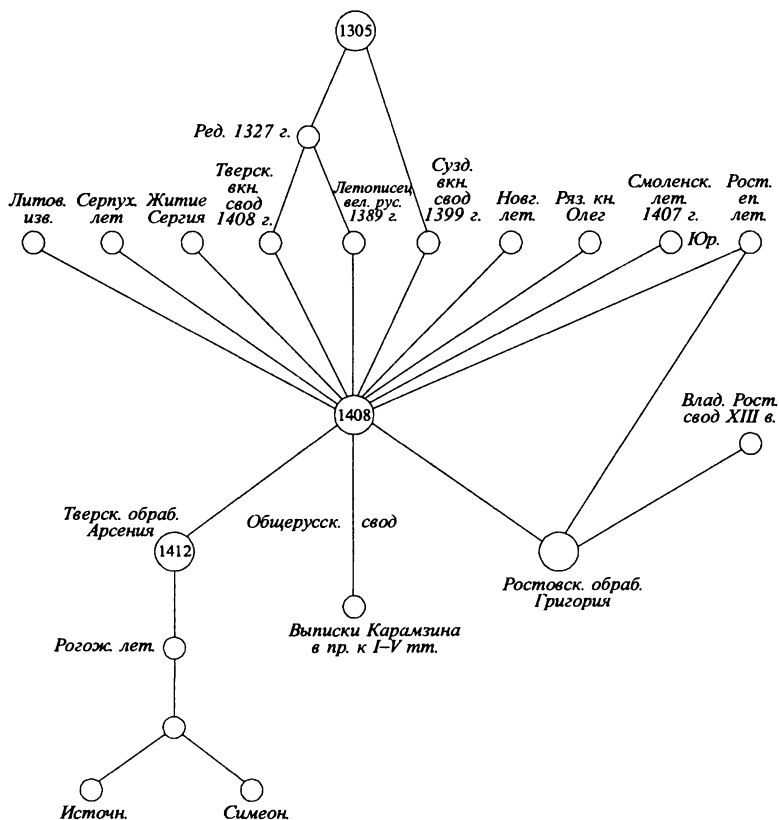 1305
Ред. 1327 г.
Литов.
изв.
Серпух.
лет
Житие
Сергия
Тверск.
вкн.
свод
1408 г.
Летописец
вел. рус.
1389 г.
Сузд.
вкн.
свод
1399 г.
Новг.
лет.
Ряз. кн.
Олег
Смоленск.
лет.
1407 г.
Юр.
Рост.
еп.
лет.
1408
Влад. Рост.
свод XIII в.
Тверск. обраб.
Арсения
1412
Общерусск. свод
Ростовск. обраб.
Григория
Выписки Карамзина
в пр. к I–V тт.
Рогож. лет.
Источн.
Симеон.